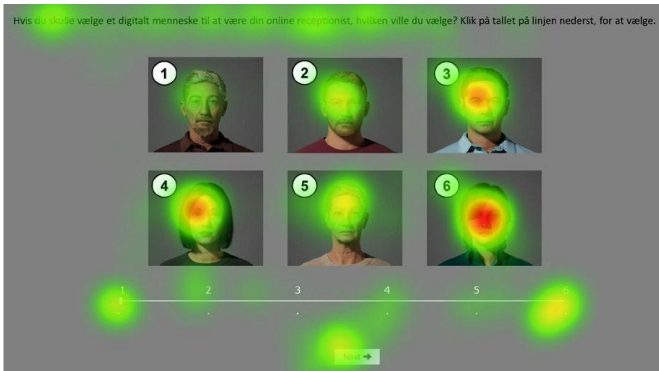 Hvis du skulle vælge et digitalt menneske til at være din online receptionist, hvilken ville du vælge? Klik på tallet på linjen nederst, for at vælge.
1 2 3
4 5 6
1 2 3 4 5 6
Next ➔